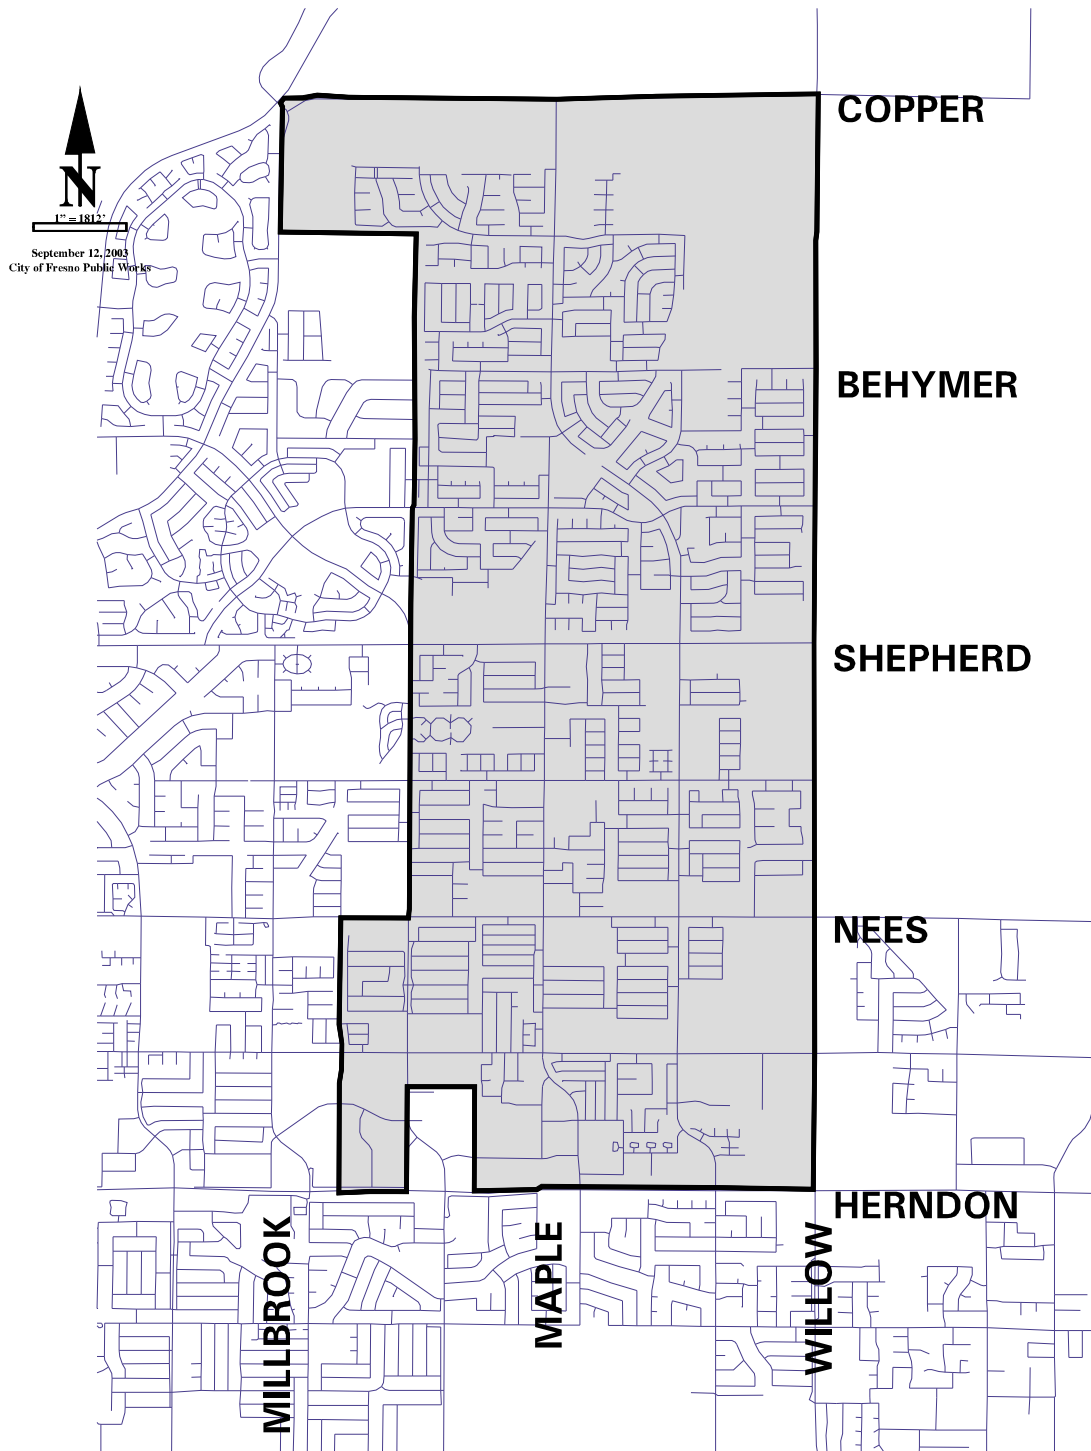 COPPER
N
1" = 1812'
September 12, 2003
City of Fresno Public Works
BEHYMER
SHEPHERD
NEES
HERNDON
MILLBROOK
MAPLE
WILLOW